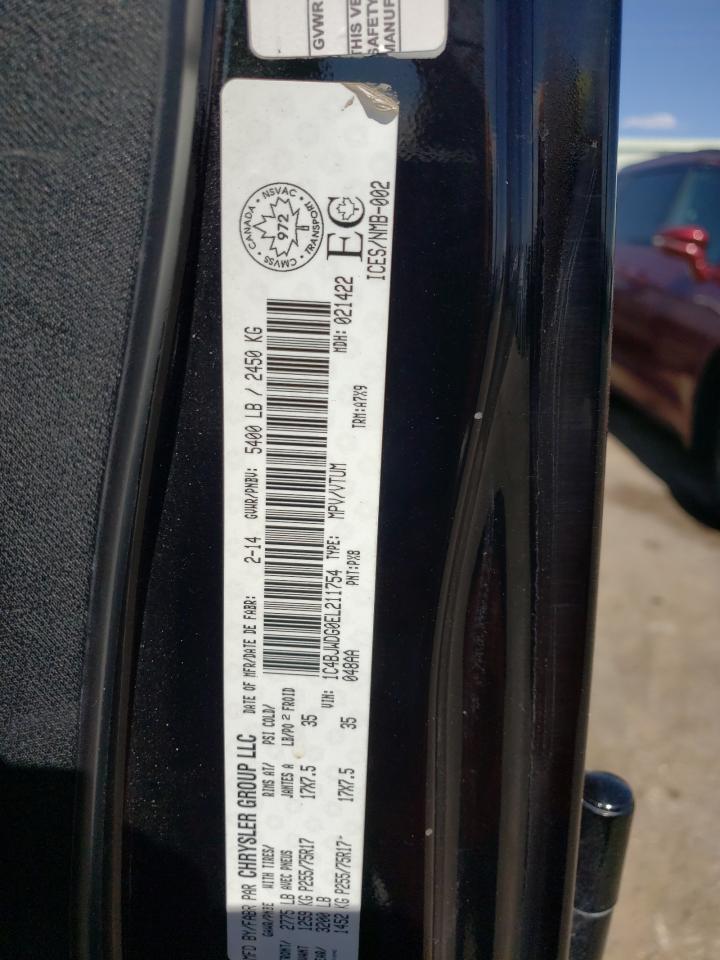 GVWR
THIS VE
SAFETY
MANUF
MFD BY/FABR PAR CHRYSLER GROUP LLC DATE OF MFR/DATE DE FABR: 2-14 GVWR/PNBV: 5400 LB / 2450 KG
GAWR/PNBE WITH TIRES/ RIMS AT/ PSI COLD/
FRONT/ 2775 LB AVEC PNEUS JANTES A LB/PO2 FROID
1259 KG P255/75R17 17X7.5 35
3200 LB
1452 KG P255/75R17 17X7.5 35
VIN: 1C4BJWDG0EL211754 TYPE: MPV/VTUM MDH: 021422
048AA PNT:PX8 TRM:A7X9
CANADA • NSVAC • TRANSPORT • CMVSS
972
EC
ICES/NMB-002